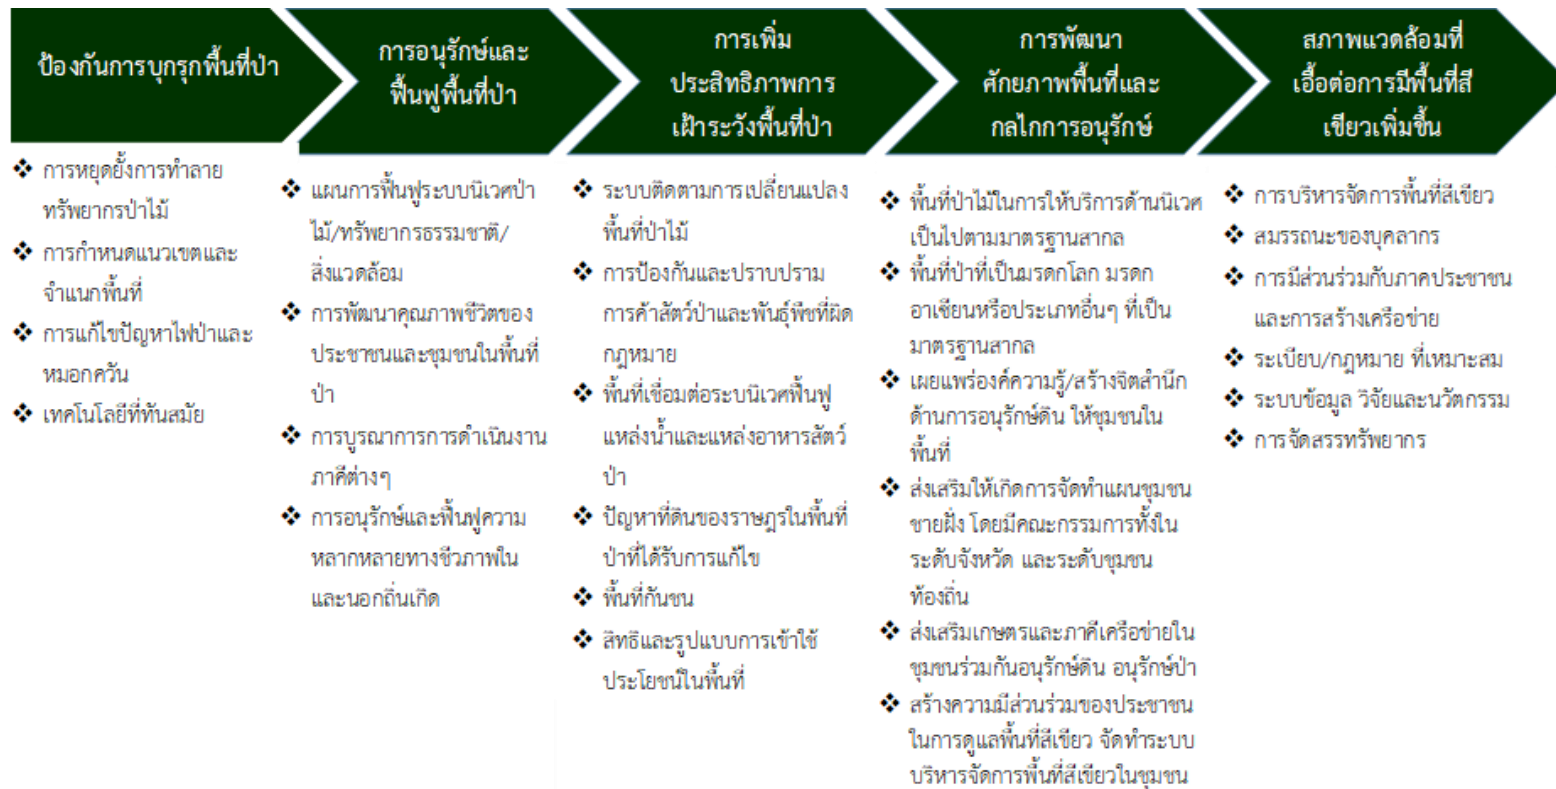 ป้องกันการบุกรุกพื้นที่ป่า
❖ การหยุดยั้งการทำลาย
ทรัพยากรป่าไม้
❖ การกำหนดแนวเขตและ
จำแนกพื้นที่
❖ การแก้ไขปัญหาไฟป่าและ
หมอกควัน
❖ เทคโนโลยีที่ทันสมัย
การอนุรักษ์และ
ฟื้นฟูพื้นที่ป่า
❖ แผนการฟื้นฟูระบบนิเวศป่า
ไม้/ทรัพยากรธรรมชาติ/
สิ่งแวดล้อม
❖ การพัฒนาคุณภาพชีวิตของ
ประชาชนและชุมชนในพื้นที่
ป่า
❖ การบูรณาการการดำเนินงาน
ภาคีต่างๆ
❖ การอนุรักษ์และฟื้นฟูความ
หลากหลายทางชีวภาพใน
และนอกถิ่นเกิด
การเพิ่ม
ประสิทธิภาพการ
เฝ้าระวังพื้นที่ป่า
❖ ระบบติดตามการเปลี่ยนแปลง
พื้นที่ป่าไม้
❖ การป้องกันและปราบปราม
การค้าสัตว์ป่าและพันธุ์พืชที่ผิด
กฎหมาย
❖ พื้นที่เชื่อมต่อระบบนิเวศฟื้นฟู
แหล่งน้ำและแหล่งอาหารสัตว์
ป่า
❖ ปัญหาที่ดินของราษฎรในพื้นที่
ป่าที่ได้รับการแก้ไข
❖ พื้นที่กันชน
❖ สิทธิและรูปแบบการเข้าใช้
ประโยชน์ในพื้นที่
การพัฒนา
ศักยภาพพื้นที่และ
กลไกการอนุรักษ์
❖ พื้นที่ป่าไม้ในการให้บริการด้านนิเวศ
เป็นไปตามมาตรฐานสากล
❖ พื้นที่ป่าที่เป็นมรดกโลก มรดก
อาเซียนหรือประเภทอื่นๆ ที่เป็น
มาตรฐานสากล
❖ เผยแพร่องค์ความรู้/สร้างจิตสำนึก
ด้านการอนุรักษ์ดิน ให้ชุมชนใน
พื้นที่
❖ ส่งเสริมให้เกิดการจัดทำแผนชุมชน
ชายฝั่ง โดยมีคณะกรรมการทั้งใน
ระดับจังหวัด และระดับชุมชน
ท้องถิ่น
❖ ส่งเสริมเกษตรและภาคีเครือข่ายใน
ชุมชนร่วมกันอนุรักษ์ดิน อนุรักษ์ป่า
❖ สร้างความมีส่วนร่วมของประชาชน
ในการดูแลพื้นที่สีเขียว จัดทำระบบ
บริหารจัดการพื้นที่สีเขียวในชุมชน
สภาพแวดล้อมที่
เอื้อต่อการมีพื้นที่สี
เขียวเพิ่มขึ้น
❖ การบริหารจัดการพื้นที่สีเขียว
❖ สมรรถนะของบุคลากร
❖ การมีส่วนร่วมกับภาคประชาชน
และการสร้างเครือข่าย
❖ ระเบียบ/กฎหมาย ที่เหมาะสม
❖ ระบบข้อมูล วิจัยและนวัตกรรม
❖ การจัดสรรทรัพยากร